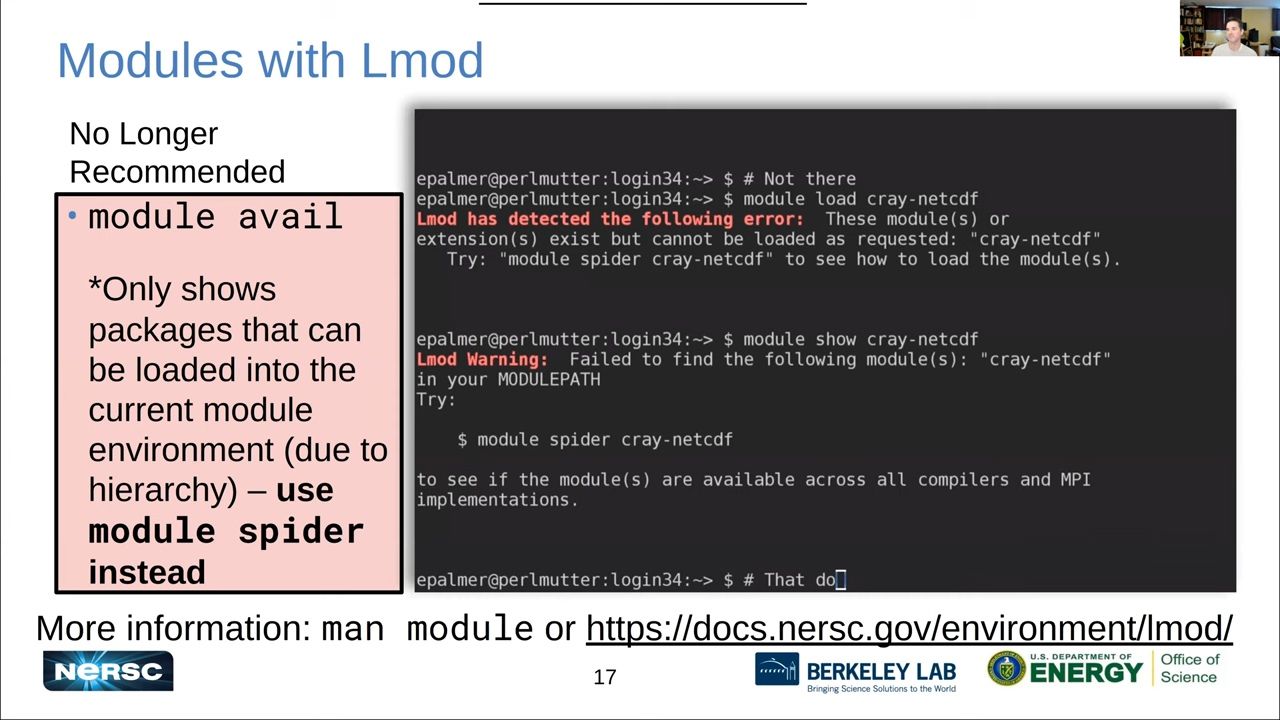 Modules with Lmod
No Longer
Recommended
• module avail
*Only shows
packages that can
be loaded into the
current module
environment (due to
hierarchy) – use
module spider
instead
epalmer@perlmutter:login34:~> $ # Not there
epalmer@perlmutter:login34:~> $ module load cray-netcdf
Lmod has detected the following error:  These module(s) or
extension(s) exist but cannot be loaded as requested: "cray-netcdf"
   Try: "module spider cray-netcdf" to see how to load the module(s).
epalmer@perlmutter:login34:~> $ module show cray-netcdf
Lmod Warning:  Failed to find the following module(s): "cray-netcdf"
in your MODULEPATH
Try:
    $ module spider cray-netcdf
to see if the module(s) are available across all compilers and MPI
implementations.
epalmer@perlmutter:login34:~> $ # That do
More information: man module or https://docs.nersc.gov/environment/lmod/
NERSC
17
BERKELEY LAB
Bringing Science Solutions to the World
U.S. DEPARTMENT OF
ENERGY
Office of
Science